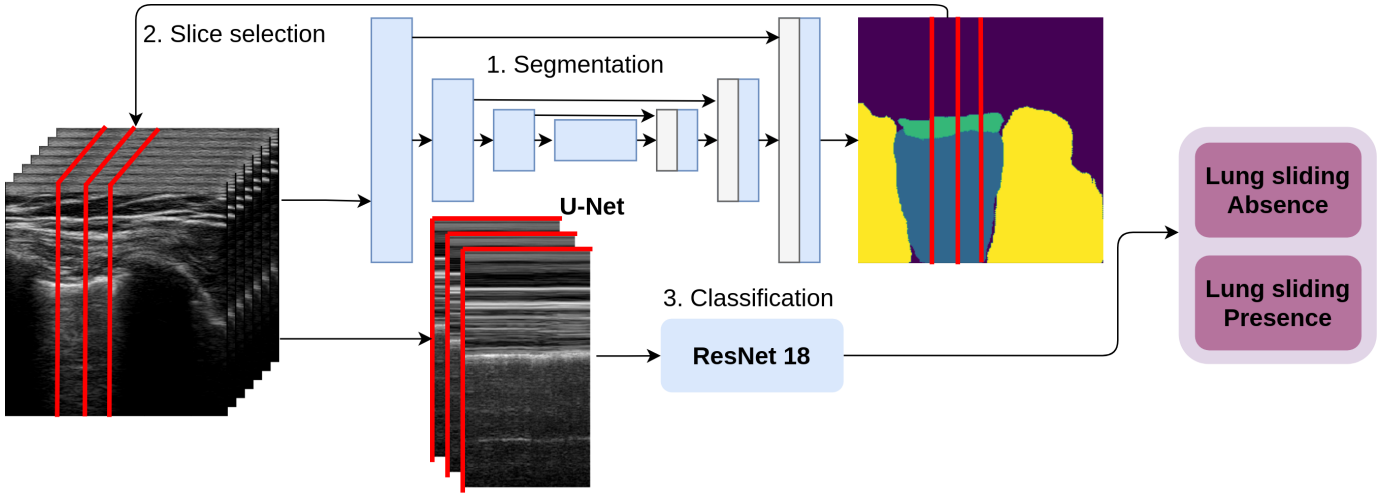 2. Slice selection
1. Segmentation
U-Net
3. Classification
ResNet 18
Lung sliding
Absence
Lung sliding
Presence